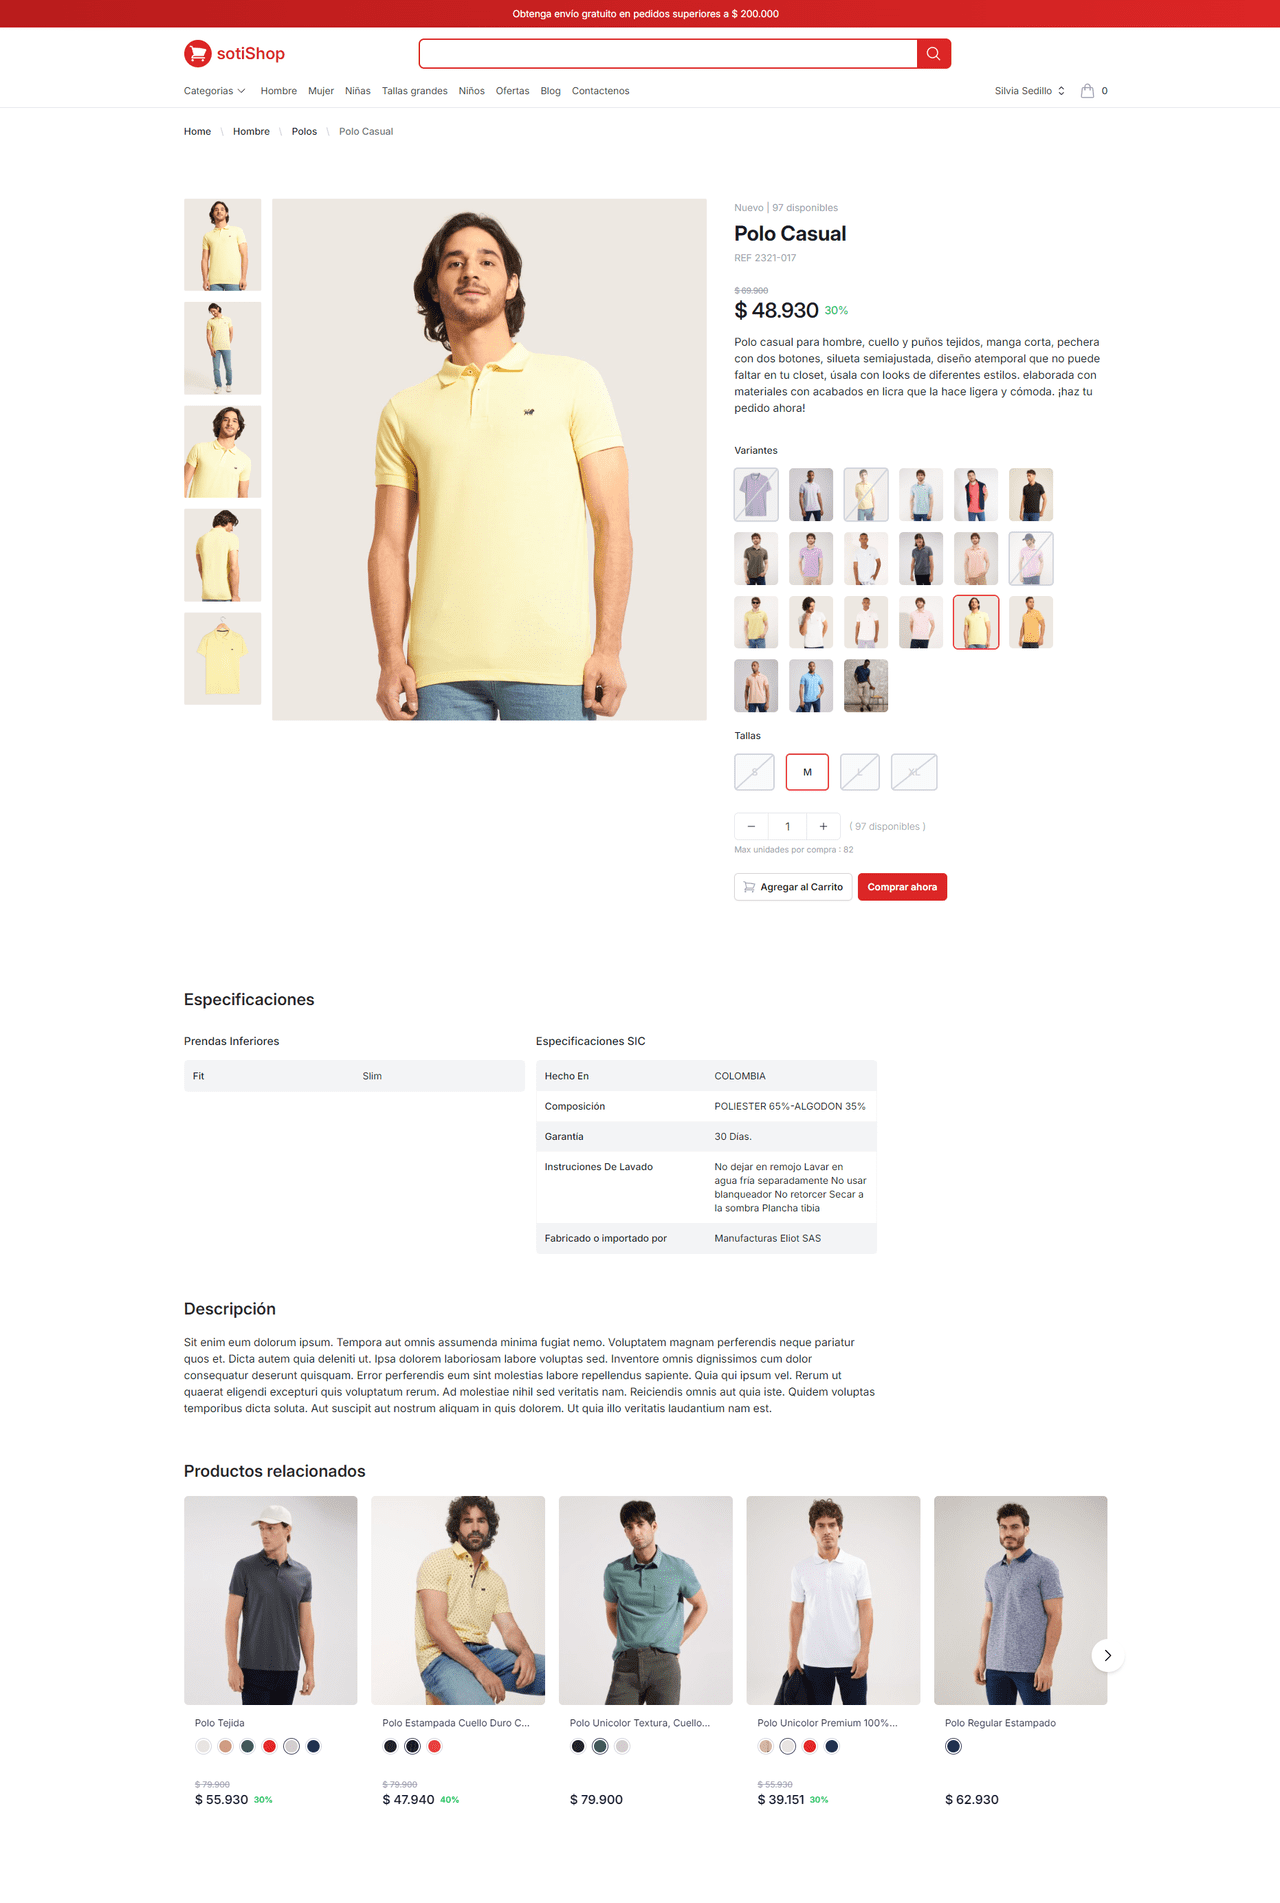 Obtenga envío gratuito en pedidos superiores a $ 200.000
sotiShop
Categorias Hombre Mujer Niñas Tallas grandes Niños Ofertas Blog Contactenos
Silvia Sedillo 0
Home \ Hombre \ Polos \ Polo Casual
Nuevo | 97 disponibles
Polo Casual
REF 2321-017
$ 69.900
$ 48.930 30%
Polo casual para hombre, cuello y puños tejidos, manga corta, pechera
con dos botones, silueta semiajustada, diseño atemporal que no puede
faltar en tu closet, úsala con looks de diferentes estilos. elaborada con
materiales con acabados en licra que la hace ligera y cómoda. ¡haz tu
pedido ahora!
Variantes
Tallas
S M L XL
− 1 + ( 97 disponibles )
Max unidades por compra : 82
Agregar al Carrito Comprar ahora
Especificaciones
Prendas Inferiores
Fit Slim
Especificaciones SIC
Hecho En COLOMBIA
Composición POLIESTER 65%-ALGODON 35%
Garantía 30 Días.
Instruciones De Lavado No dejar en remojo Lavar en
agua fría separadamente No usar
blanqueador No retorcer Secar a
la sombra Plancha tibia
Fabricado o importado por Manufacturas Eliot SAS
Descripción
Sit enim eum dolorum ipsum. Tempora aut omnis assumenda minima fugiat nemo. Voluptatem magnam perferendis neque pariatur
quos et. Dicta autem quia deleniti ut. Ipsa dolorem laboriosam labore voluptas sed. Inventore omnis dignissimos cum dolor
consequatur deserunt quisquam. Error perferendis eum sint molestias labore repellendus sapiente. Quia qui ipsum vel. Rerum ut
quaerat eligendi excepturi quis voluptatum rerum. Ad molestiae nihil sed veritatis nam. Reiciendis omnis aut quia iste. Quidem voluptas
temporibus dicta soluta. Aut suscipit aut nostrum aliquam in quis dolorem. Ut quia illo veritatis laudantium nam est.
Productos relacionados
Polo Tejida
$ 79.900
$ 55.930 30%
Polo Estampada Cuello Duro C...
$ 79.900
$ 47.940 40%
Polo Unicolor Textura, Cuello...
$ 79.900
Polo Unicolor Premium 100%...
$ 55.930
$ 39.151 30%
Polo Regular Estampado
$ 62.930